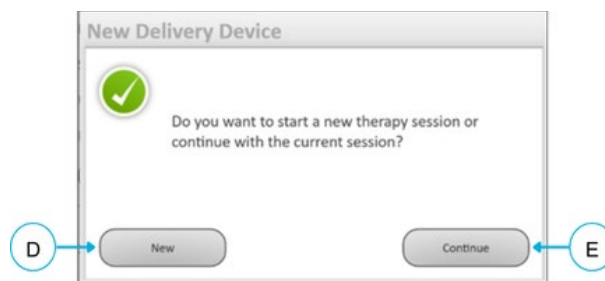 New Delivery Device
Do you want to start a new therapy session or
continue with the current session?
D
New
Continue
E